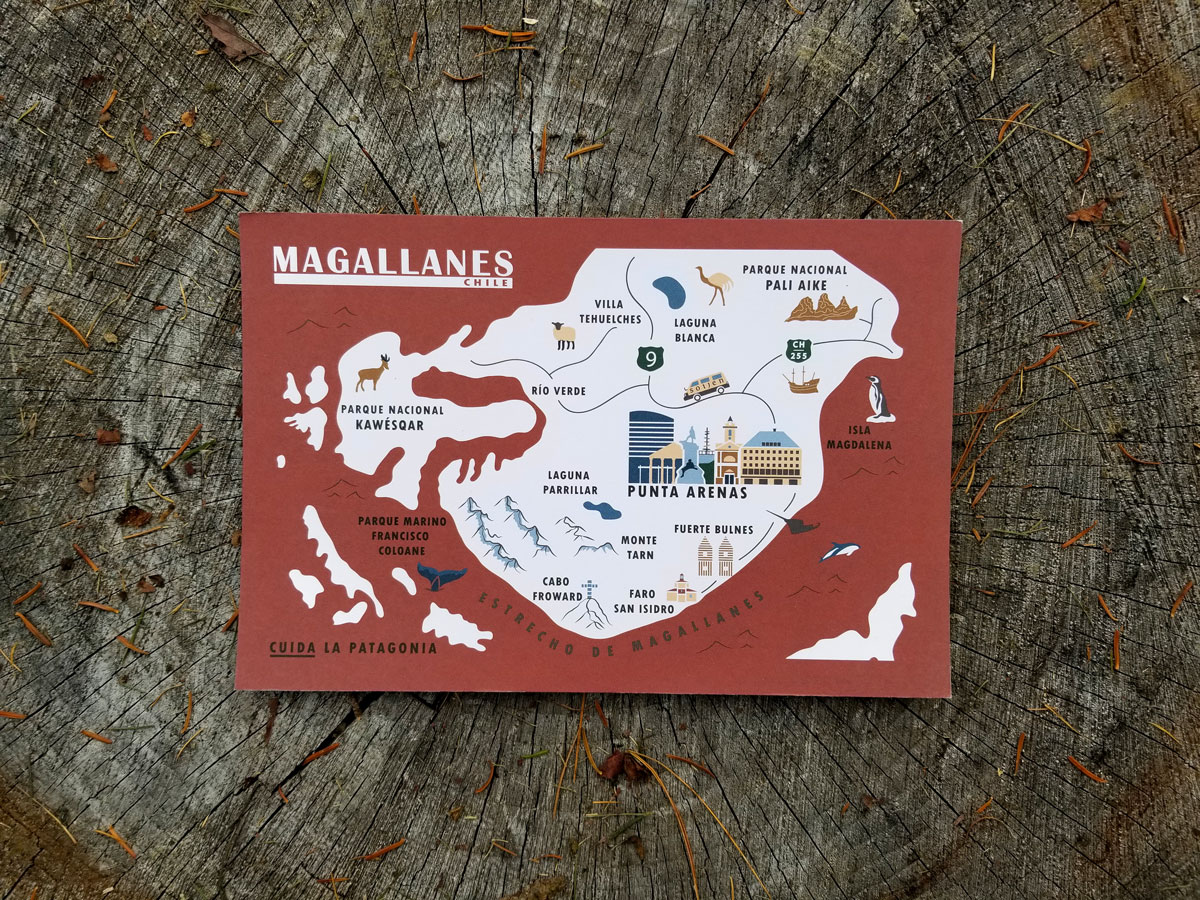 MAGALLANES
CHILE
PARQUE NACIONAL
PALI AIKE
VILLA
TEHUELCHES
LAGUNA
BLANCA
9
CH
255
soijen
RÍO VERDE
PARQUE NACIONAL
KAWÉSQAR
ISLA
MAGDALENA
LAGUNA
PARRILLAR
PUNTA ARENAS
PARQUE MARINO
FRANCISCO
COLOANE
MONTE
TARN
FUERTE BULNES
CABO
FROWARD
FARO
SAN ISIDRO
ESTRECHO DE MAGALLANES
CUIDA LA PATAGONIA